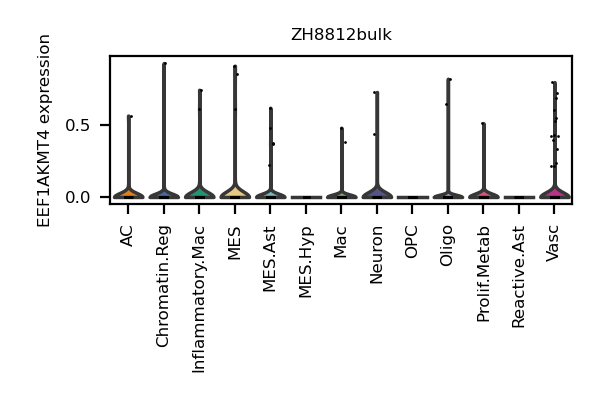 ZH8812bulk
EEF1AKMT4 expression
0.5
0.0
AC
Chromatin.Reg
Inflammatory.Mac
MES
MES.Ast
MES.Hyp
Mac
Neuron
OPC
Oligo
Prolif.Metab
Reactive.Ast
Vasc